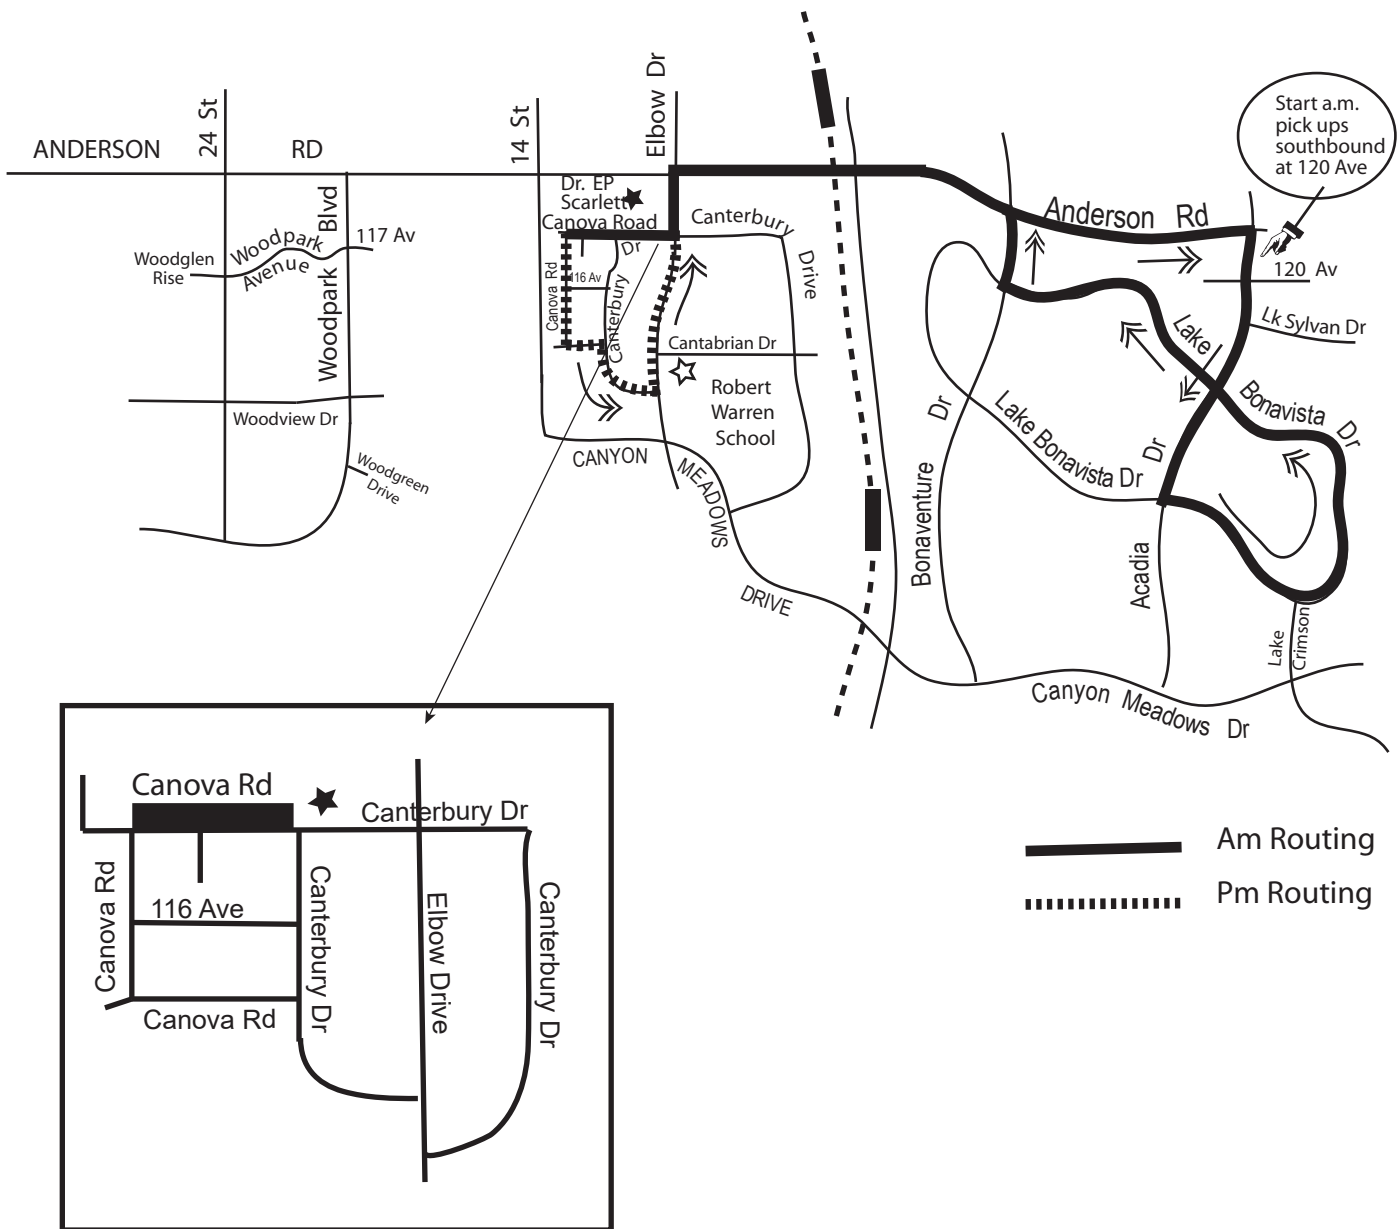 Start a.m.
pick ups
southbound
at 120 Ave
ANDERSON
24 St
RD
14 St
Elbow Dr
Woodpark Blvd
117 Av
Woodglen
Rise
Woodpark
Avenue
Woodview Dr
Woodgreen
Drive
Dr. EP
Scarlett
Canova Road
Canterbury
Drive
Canova Rd
116 Av
Canterbury
Dr
Cantabrian Dr
Robert
Warren
School
CANYON
MEADOWS
DRIVE
Anderson Rd
120 Av
Lk Sylvan Dr
Lake
Bonavista Dr
Lake Bonavista Dr
Bonaventure Dr
Acadia Dr
Lake
Crimson
Canyon Meadows Dr
Canova Rd
Canterbury Dr
Canova Rd
116 Ave
Canova Rd
Canterbury Dr
Elbow Drive
Canterbury Dr
Am Routing
Pm Routing